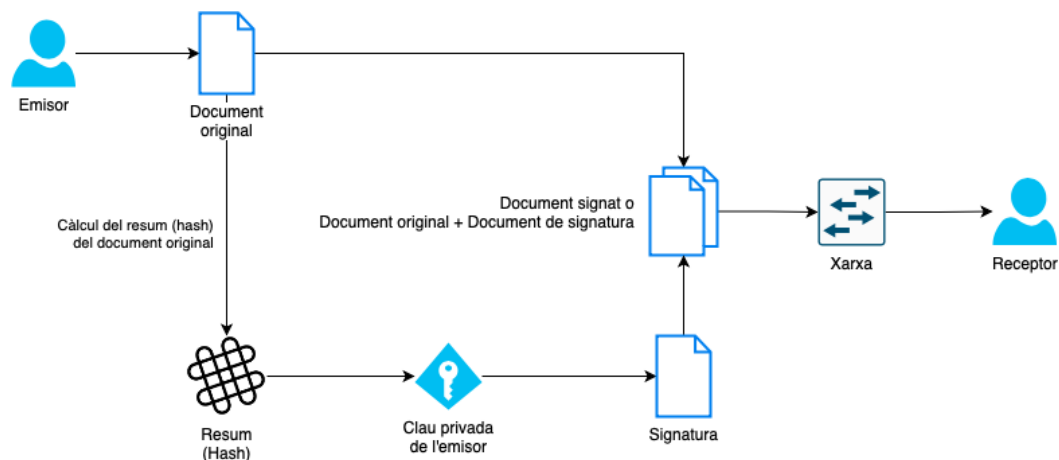 Emisor
Document
original
Càlcul del resum (hash)
del document original
Document signat o
Document original + Document de signatura
Xarxa
Receptor
Resum
(Hash)
Clau privada
de l'emisor
Signatura